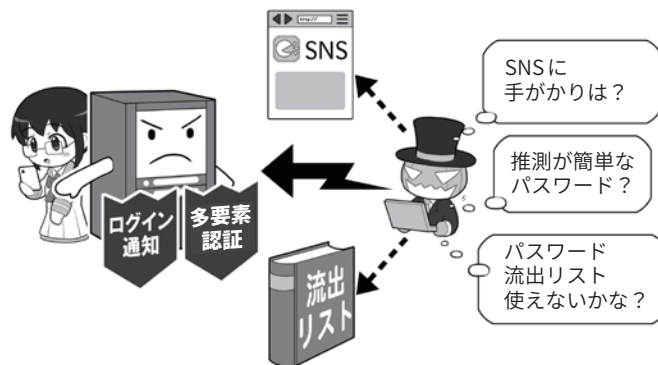 http://
SNS
SNSに
手がかりは？
推測が簡単な
パスワード？
ログイン
通知
多要素
認証
パスワード
流出リスト
使えないかな？
流出
リスト